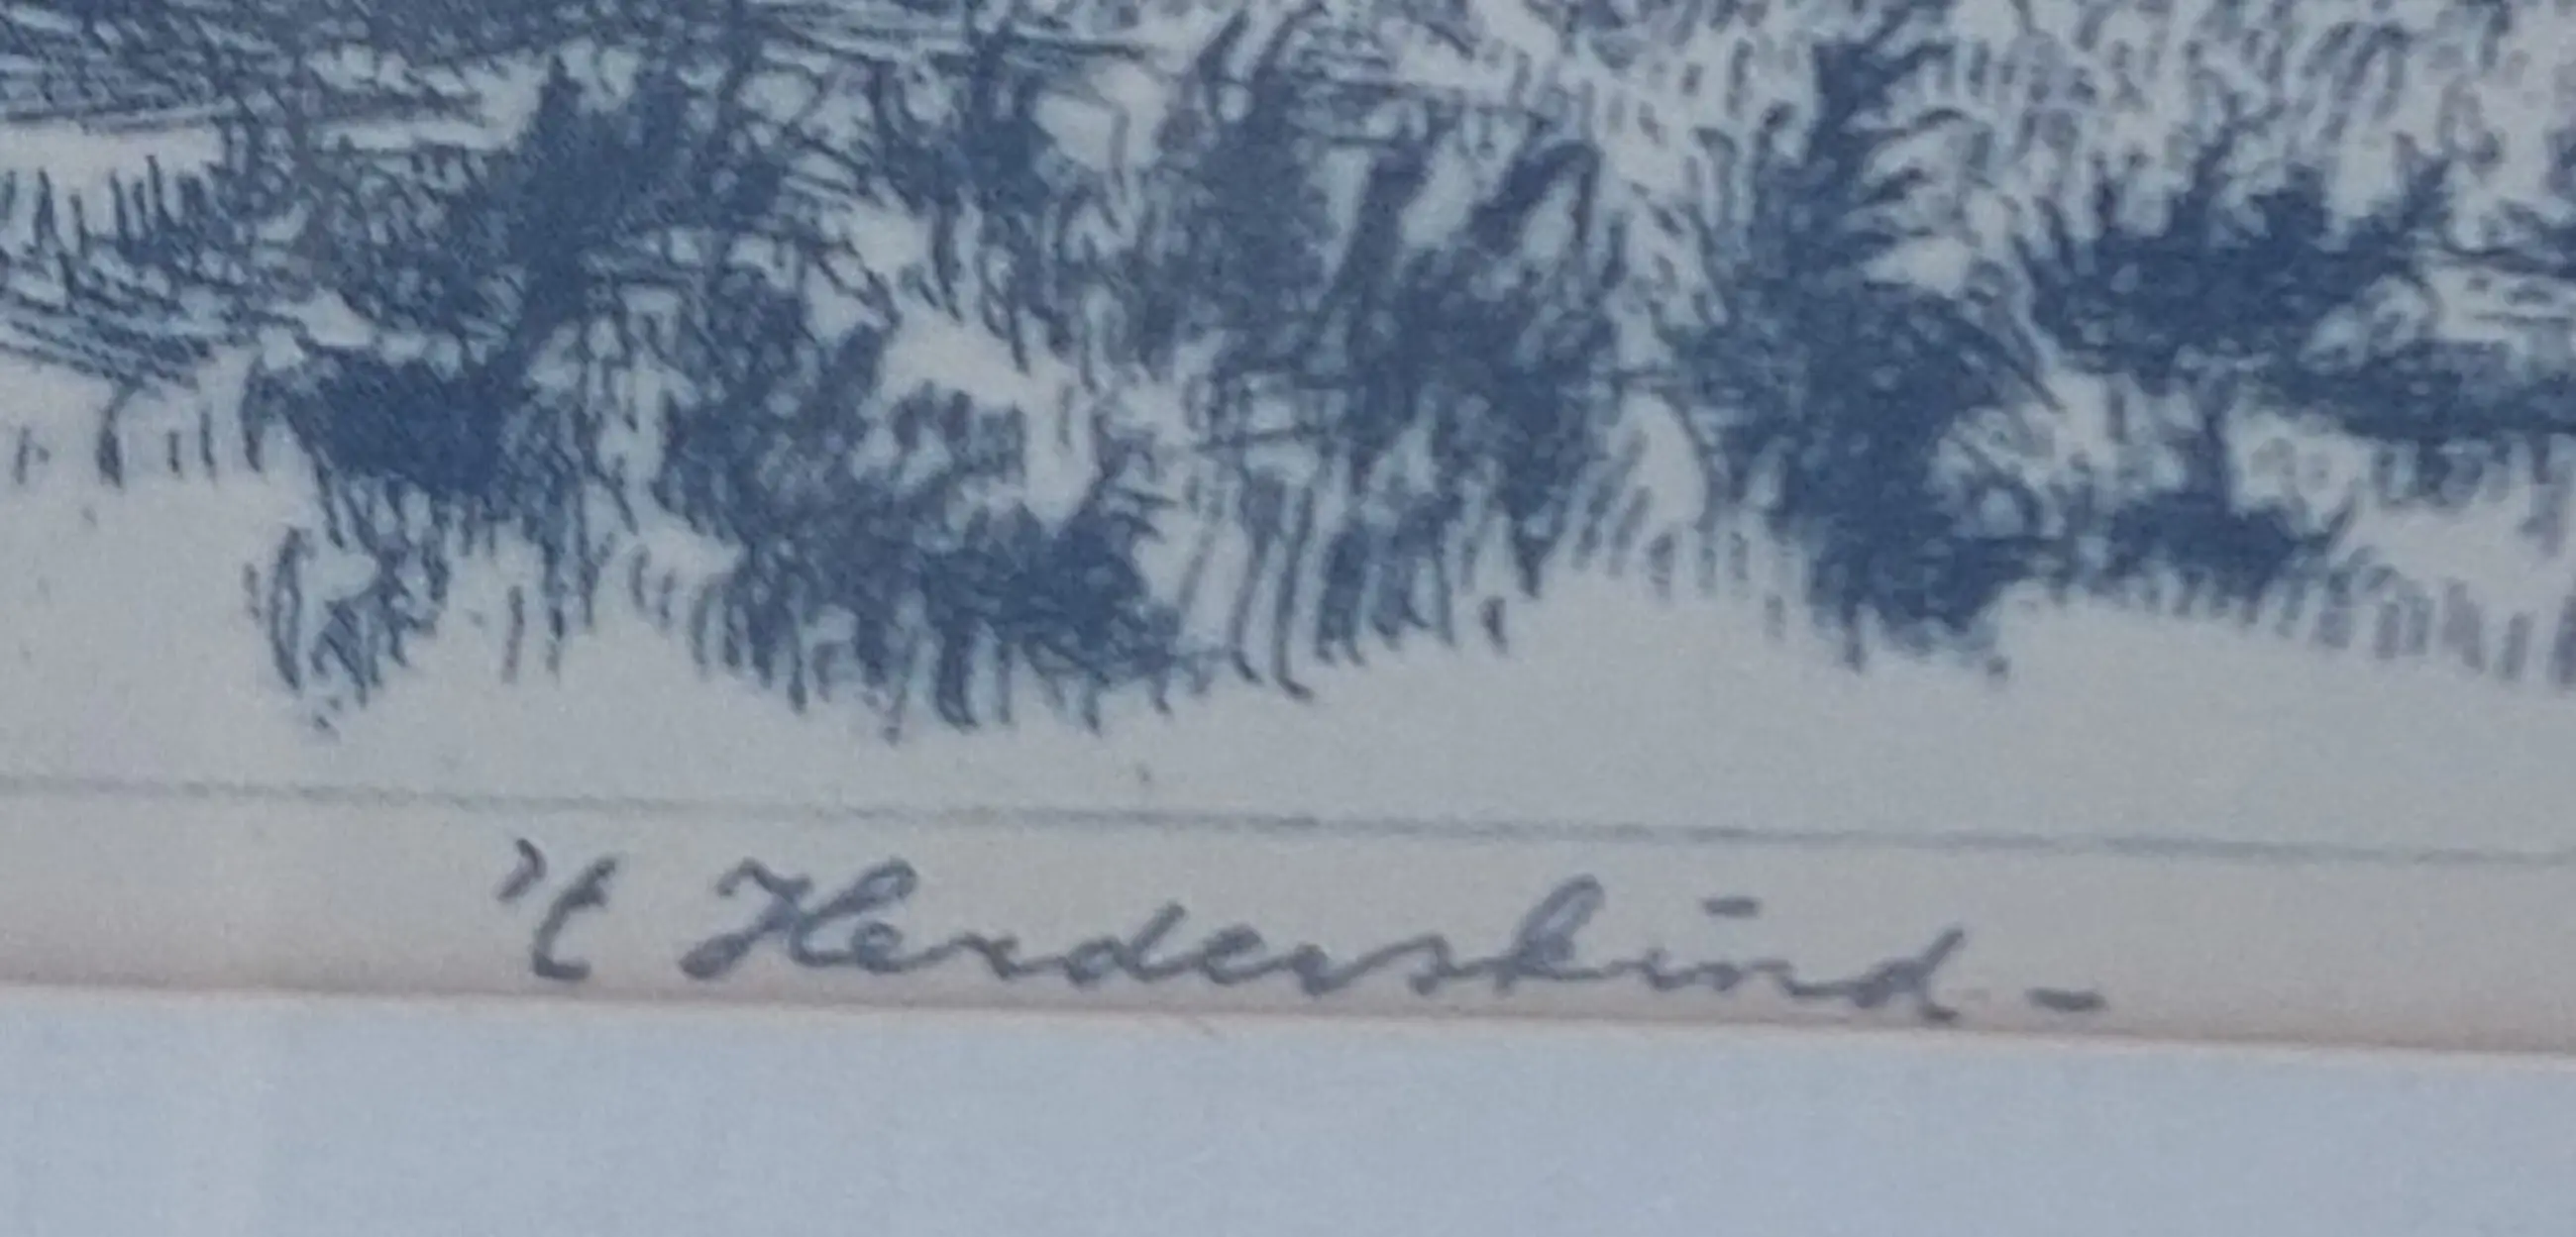 't Herderskind -